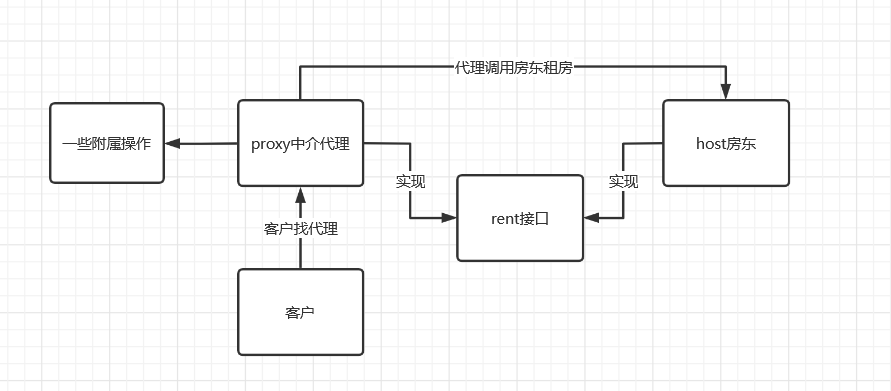 代理调用房东租房
一些附属操作
proxy中介代理
host房东
实现
实现
rent接口
客户找代理
客户